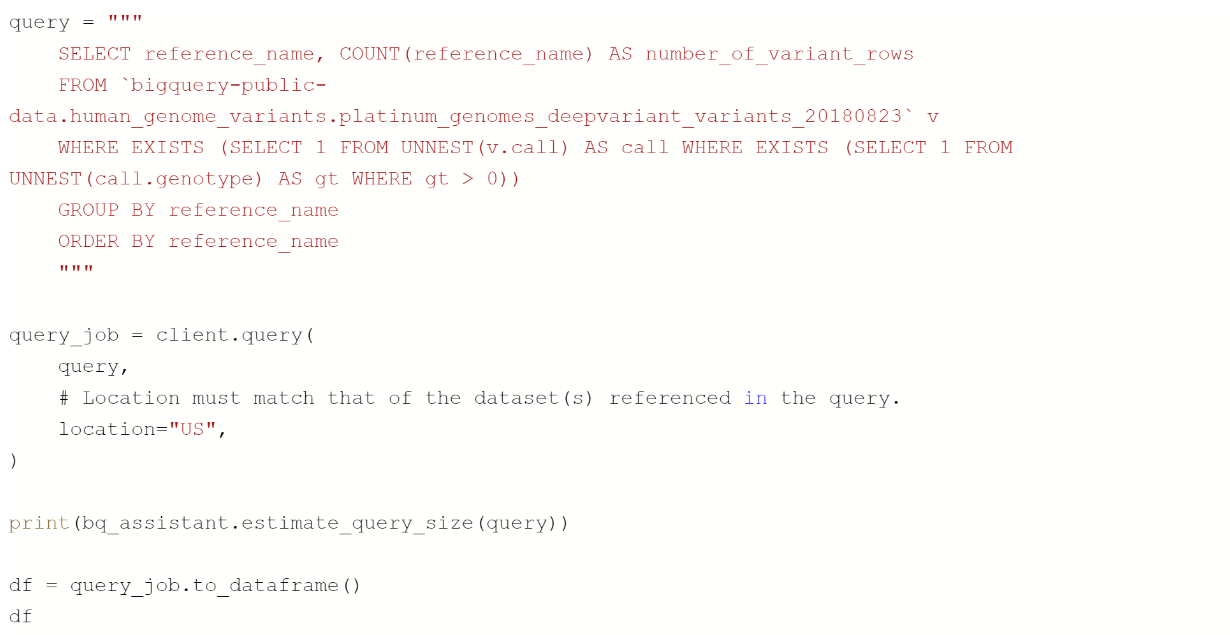 query = """
    SELECT reference_name, COUNT(reference_name) AS number_of_variant_rows
    FROM `bigquery-public-
data.human_genome_variants.platinum_genomes_deepvariant_variants_20180823` v
    WHERE EXISTS (SELECT 1 FROM UNNEST(v.call) AS call WHERE EXISTS (SELECT 1 FROM
UNNEST(call.genotype) AS gt WHERE gt > 0))
    GROUP BY reference_name
    ORDER BY reference_name
    """

query_job = client.query(
    query,
    # Location must match that of the dataset(s) referenced in the query.
    location="US",
)

print(bq_assistant.estimate_query_size(query))

df = query_job.to_dataframe()
df